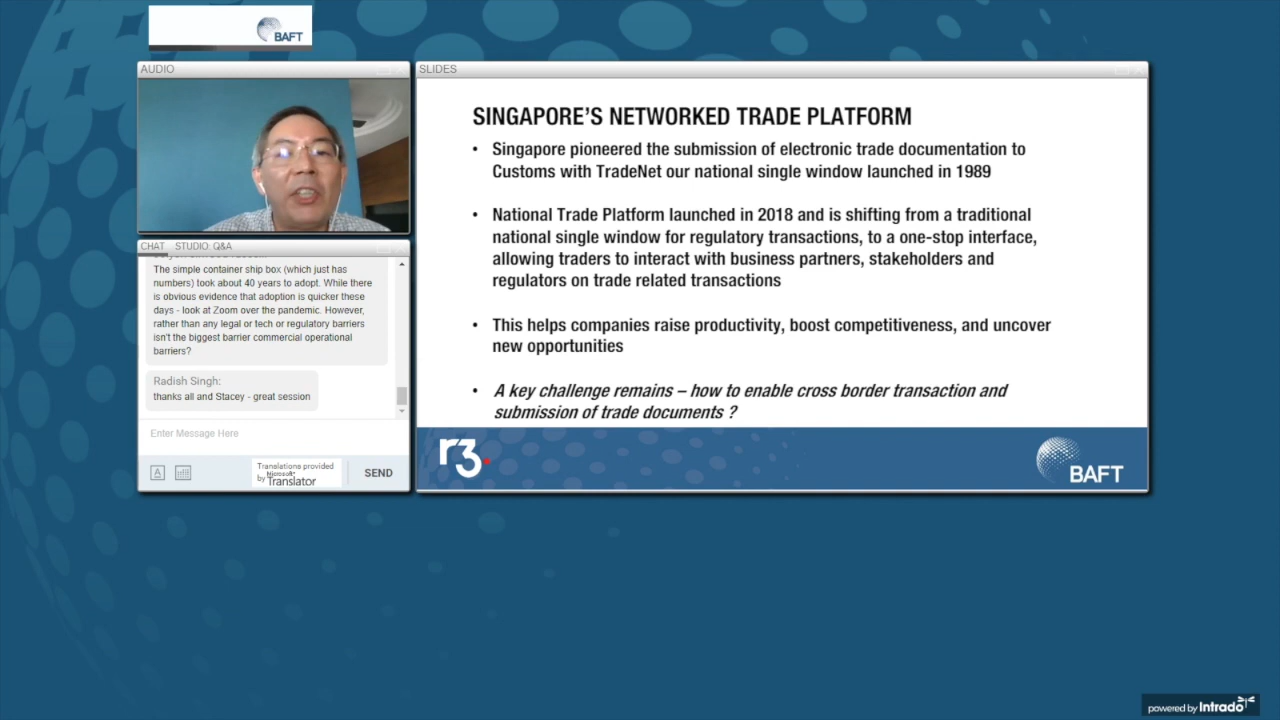 BAFT
AUDIO
CHAT
STUDIO: Q&A
The simple container ship box (which just has
numbers) took about 40 years to adopt. While there
is obvious evidence that adoption is quicker these
days - look at Zoom over the pandemic. However,
rather than any legal or tech or regulatory barriers
isn't the biggest barrier commercial operational
barriers?
Radish Singh:
thanks all and Stacey - great session
Enter Message Here
Translations provided
by Microsoft
Translator
SEND
SLIDES
SINGAPORE'S NETWORKED TRADE PLATFORM
• Singapore pioneered the submission of electronic trade documentation to
Customs with TradeNet our national single window launched in 1989
• National Trade Platform launched in 2018 and is shifting from a traditional
national single window for regulatory transactions, to a one-stop interface,
allowing traders to interact with business partners, stakeholders and
regulators on trade related transactions
• This helps companies raise productivity, boost competitiveness, and uncover
new opportunities
• A key challenge remains – how to enable cross border transaction and
submission of trade documents ?
r3.
BAFT
powered by Intrado